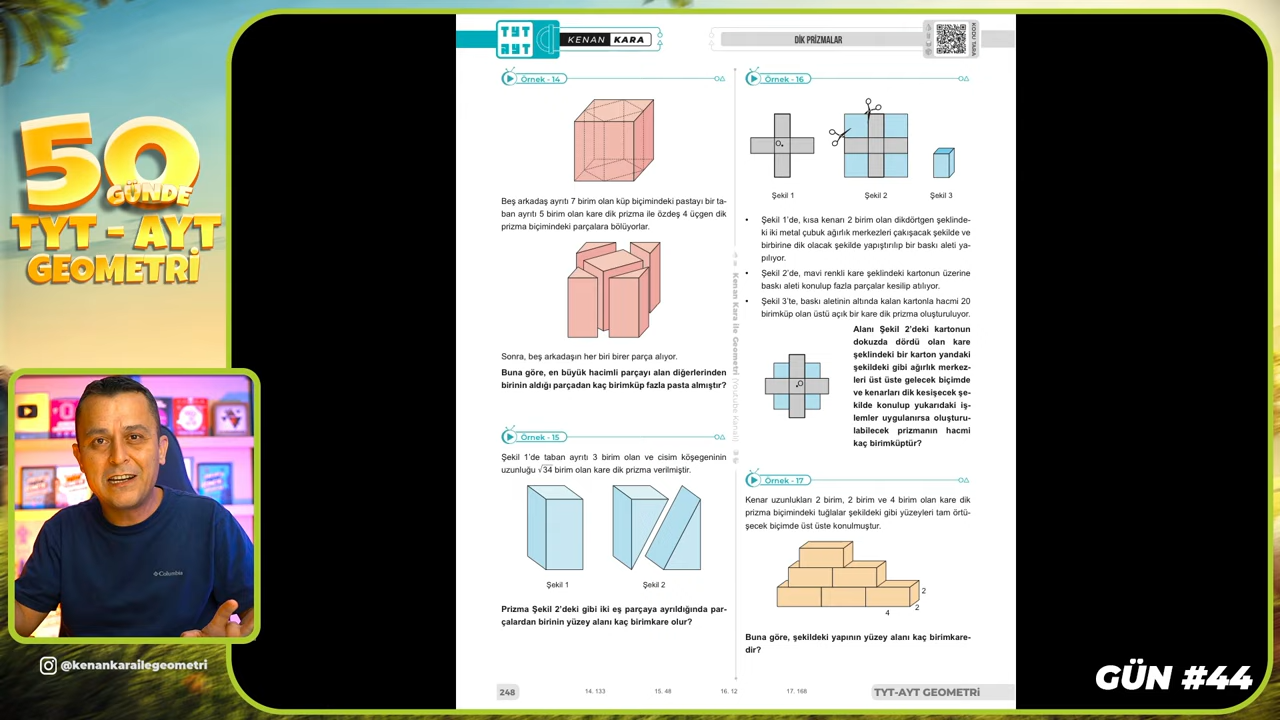 50
GÜNDE
TYT - AYT
GEOMETRİ
Columbia
@kenankarailegeometri
TYT
AYT
KENAN KARA
DİK PRİZMALAR
KODU TARA
Örnek - 14
Beş arkadaş ayrıtı 7 birim olan küp biçimindeki pastayı bir ta-
ban ayrıtı 5 birim olan kare dik prizma ile özdeş 4 üçgen dik
prizma biçimindeki parçalara bölüyorlar.
Sonra, beş arkadaşın her biri birer parça alıyor.
Buna göre, en büyük hacimli parçayı alan diğerlerinden
birinin aldığı parçadan kaç birimküp fazla pasta almıştır?
Örnek - 15
Şekil 1'de taban ayrıtı 3 birim olan ve cisim köşegeninin
uzunluğu √34 birim olan kare dik prizma verilmiştir.
Şekil 1
Şekil 2
Prizma Şekil 2'deki gibi iki eş parçaya ayrıldığında par-
çalardan birinin yüzey alanı kaç birimkare olur?
Kenan Kara ile Geometri (Youtube Kanalı)
Örnek - 16
O
Şekil 1
Şekil 2
Şekil 3
• Şekil 1'de, kısa kenarı 2 birim olan dikdörtgen şeklinde-
ki iki metal çubuk ağırlık merkezleri çakışacak şekilde ve
birbirine dik olacak şekilde yapıştırılıp bir baskı aleti ya-
pılıyor.
• Şekil 2'de, mavi renkli kare şeklindeki kartonun üzerine
baskı aleti konulup fazla parçalar kesilip atılıyor.
• Şekil 3'te, baskı aletinin altında kalan kartonla hacmi 20
birimküp olan üstü açık bir kare dik prizma oluşturuluyor.
Alanı Şekil 2'deki kartonun
dokuzda dördü olan kare
şeklindeki bir karton yandaki
şekildeki gibi ağırlık merkez-
leri üst üste gelecek biçimde
ve kenarları dik kesişecek şe-
kilde konulup yukarıdaki iş-
lemler uygulanırsa oluşturu-
labilecek prizmanın hacmi
kaç birimküptür?
O
Örnek - 17
Kenar uzunlukları 2 birim, 2 birim ve 4 birim olan kare dik
prizma biçimindeki tuğlalar şekildeki gibi yüzeyleri tam örtü-
şecek biçimde üst üste konulmuştur.
2
2
4
Buna göre, şekildeki yapının yüzey alanı kaç birimkare-
dir?
248
14. 133
15. 48
16. 12
17. 168
TYT-AYT GEOMETRİ
GÜN #44